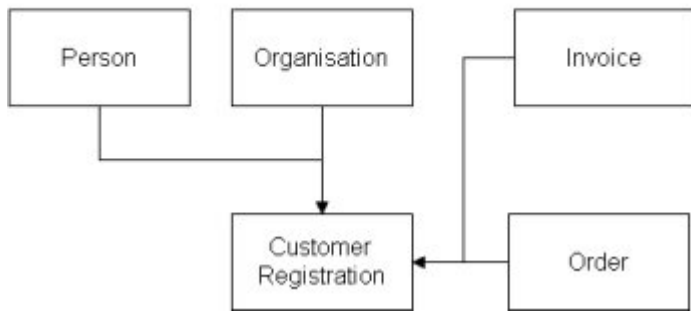 Person
Organisation
Invoice
Customer
Registration
Order